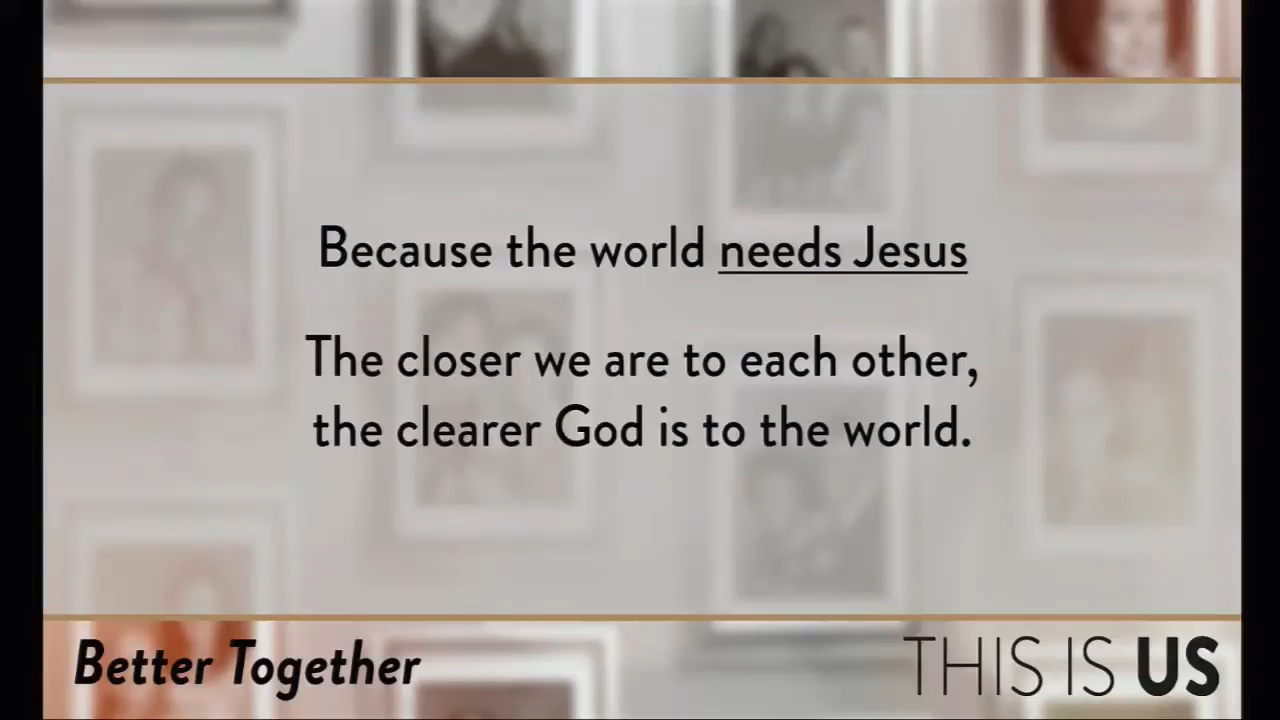 Because the world needs Jesus
The closer we are to each other,
the clearer God is to the world.
Better Together
THIS IS US